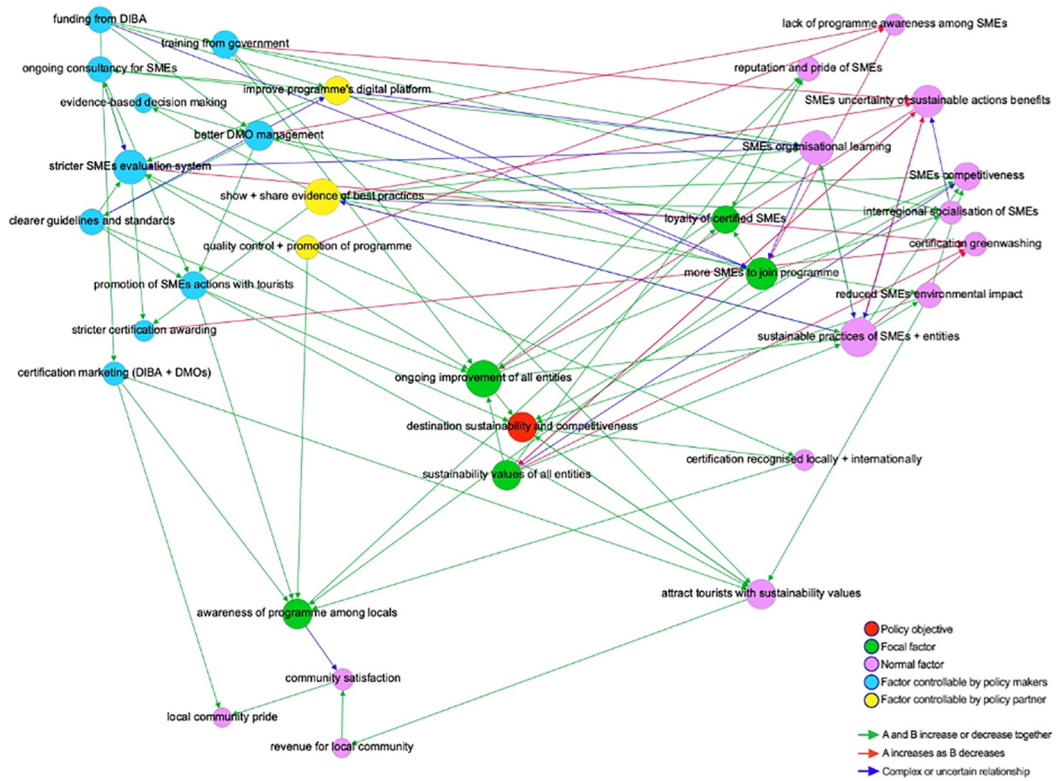 funding from DIBA
lack of programme awareness among SMEs
training from government
ongoing consultancy for SMEs
reputation and pride of SMEs
improve programme's digital platform
evidence-based decision making
SMEs uncertainty of sustainable actions benefits
better DMO management
SMEs organisational learning
stricter SMEs evaluation system
SMEs competitiveness
show + share evidence of best practices
interregional socialisation of SMEs
clearer guidelines and standards
loyalty of certified SMEs
quality control + promotion of programme
certification greenwashing
more SMEs to join programme
promotion of SMEs actions with tourists
reduced SMEs environmental impact
stricter certification awarding
sustainable practices of SMEs + entities
certification marketing (DIBA + DMOs)
ongoing improvement of all entities
destination sustainability and competitiveness
certification recognised locally + internationally
sustainability values of all entities
attract tourists with sustainability values
awareness of programme among locals
community satisfaction
local community pride
revenue for local community
Policy objective
Focal factor
Normal factor
Factor controllable by policy makers
Factor controllable by policy partner
A and B increase or decrease together
A increases as B decreases
Complex or uncertain relationship